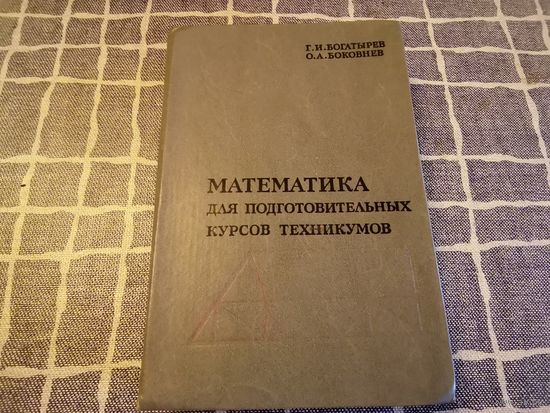 Г.И.БОГАТЫРЕВ
О.А.БОКОВНЕВ
МАТЕМАТИКА
ДЛЯ ПОДГОТОВИТЕЛЬНЫХ
КУРСОВ ТЕХНИКУМОВ